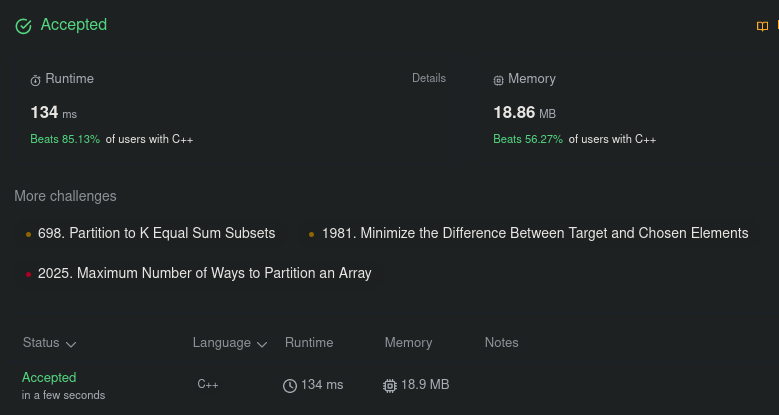 Accepted
Runtime Details Memory
134 ms 18.86 MB
Beats 85.13% of users with C++ Beats 56.27% of users with C++
More challenges
698. Partition to K Equal Sum Subsets 1981. Minimize the Difference Between Target and Chosen Elements
2025. Maximum Number of Ways to Partition an Array
Status Language Runtime Memory Notes
Accepted C++ 134 ms 18.9 MB
in a few seconds